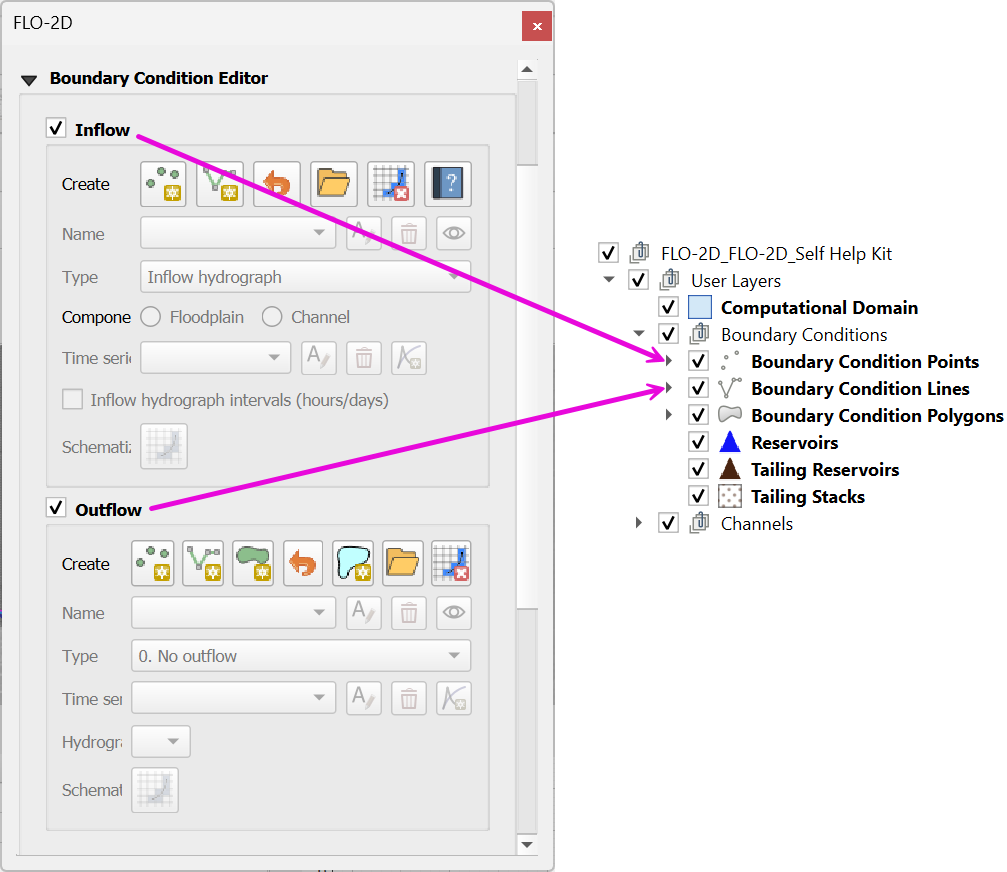 FLO-2D
Boundary Condition Editor
Inflow
Create
?
Name
Type
Inflow hydrograph
Compone
Floodplain
Channel
Time serie
Inflow hydrograph intervals (hours/days)
Schematiz
Outflow
Create
Name
Type
0. No outflow
Time ser
Hydrogra
Schemat
FLO-2D_FLO-2D_Self Help Kit
User Layers
Computational Domain
Boundary Conditions
Boundary Condition Points
Boundary Condition Lines
Boundary Condition Polygons
Reservoirs
Tailing Reservoirs
Tailing Stacks
Channels